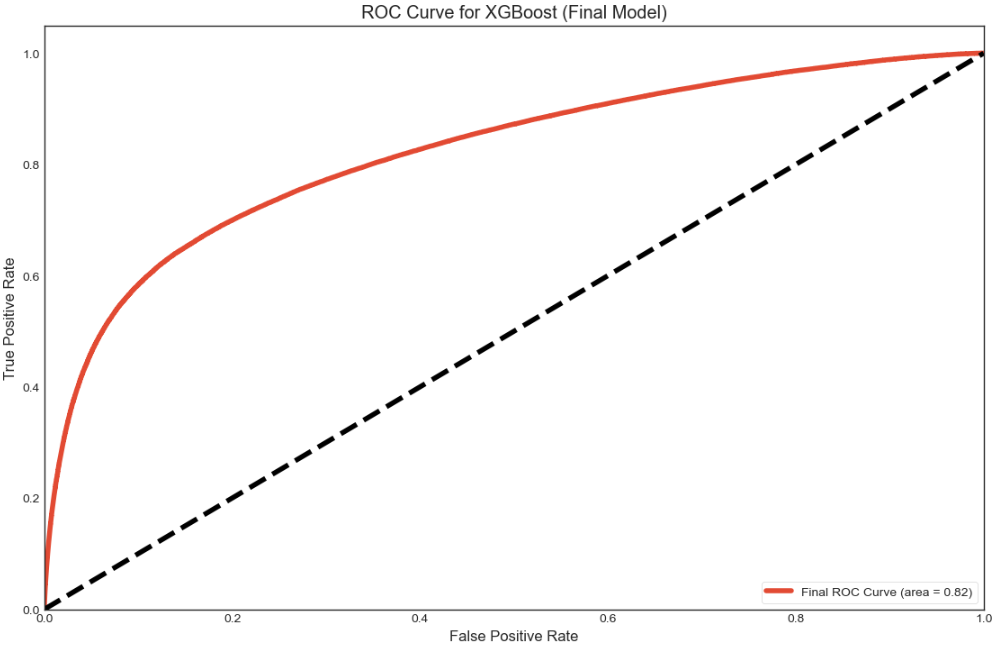 ROC Curve for XGBoost (Final Model)
True Positive Rate
1.0
0.8
0.6
0.4
0.2
0.0
Final ROC Curve (area = 0.82)
0.0 0.2 0.4 0.6 0.8 1.0
False Positive Rate